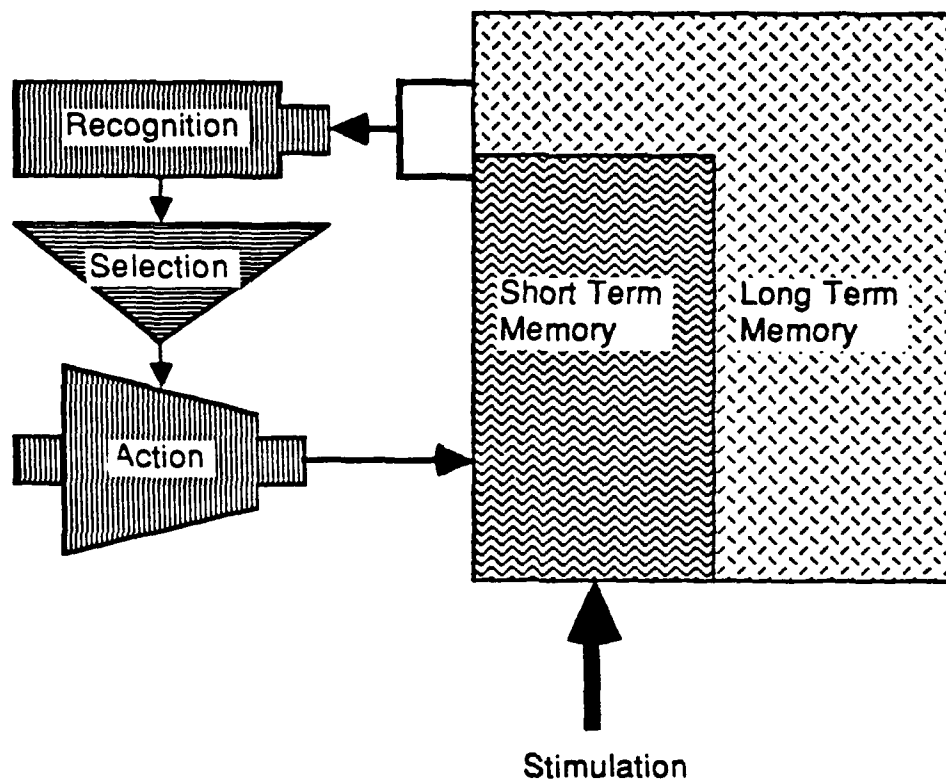 Recognition
Selection
Action
Short Term
Memory
Long Term
Memory
Stimulation